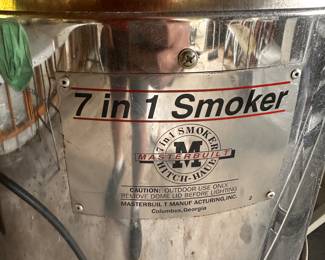 7 in 1 Smoker
7 in 1 SMOKER
M
MASTERBUILT
HITCH-HAUL
CAUTION: OUTDOOR USE ONLY
REMOVE DOME LID BEFORE LIGHTING
MASTERBUILT MANUFACTURING, INC.
Columbus, Georgia